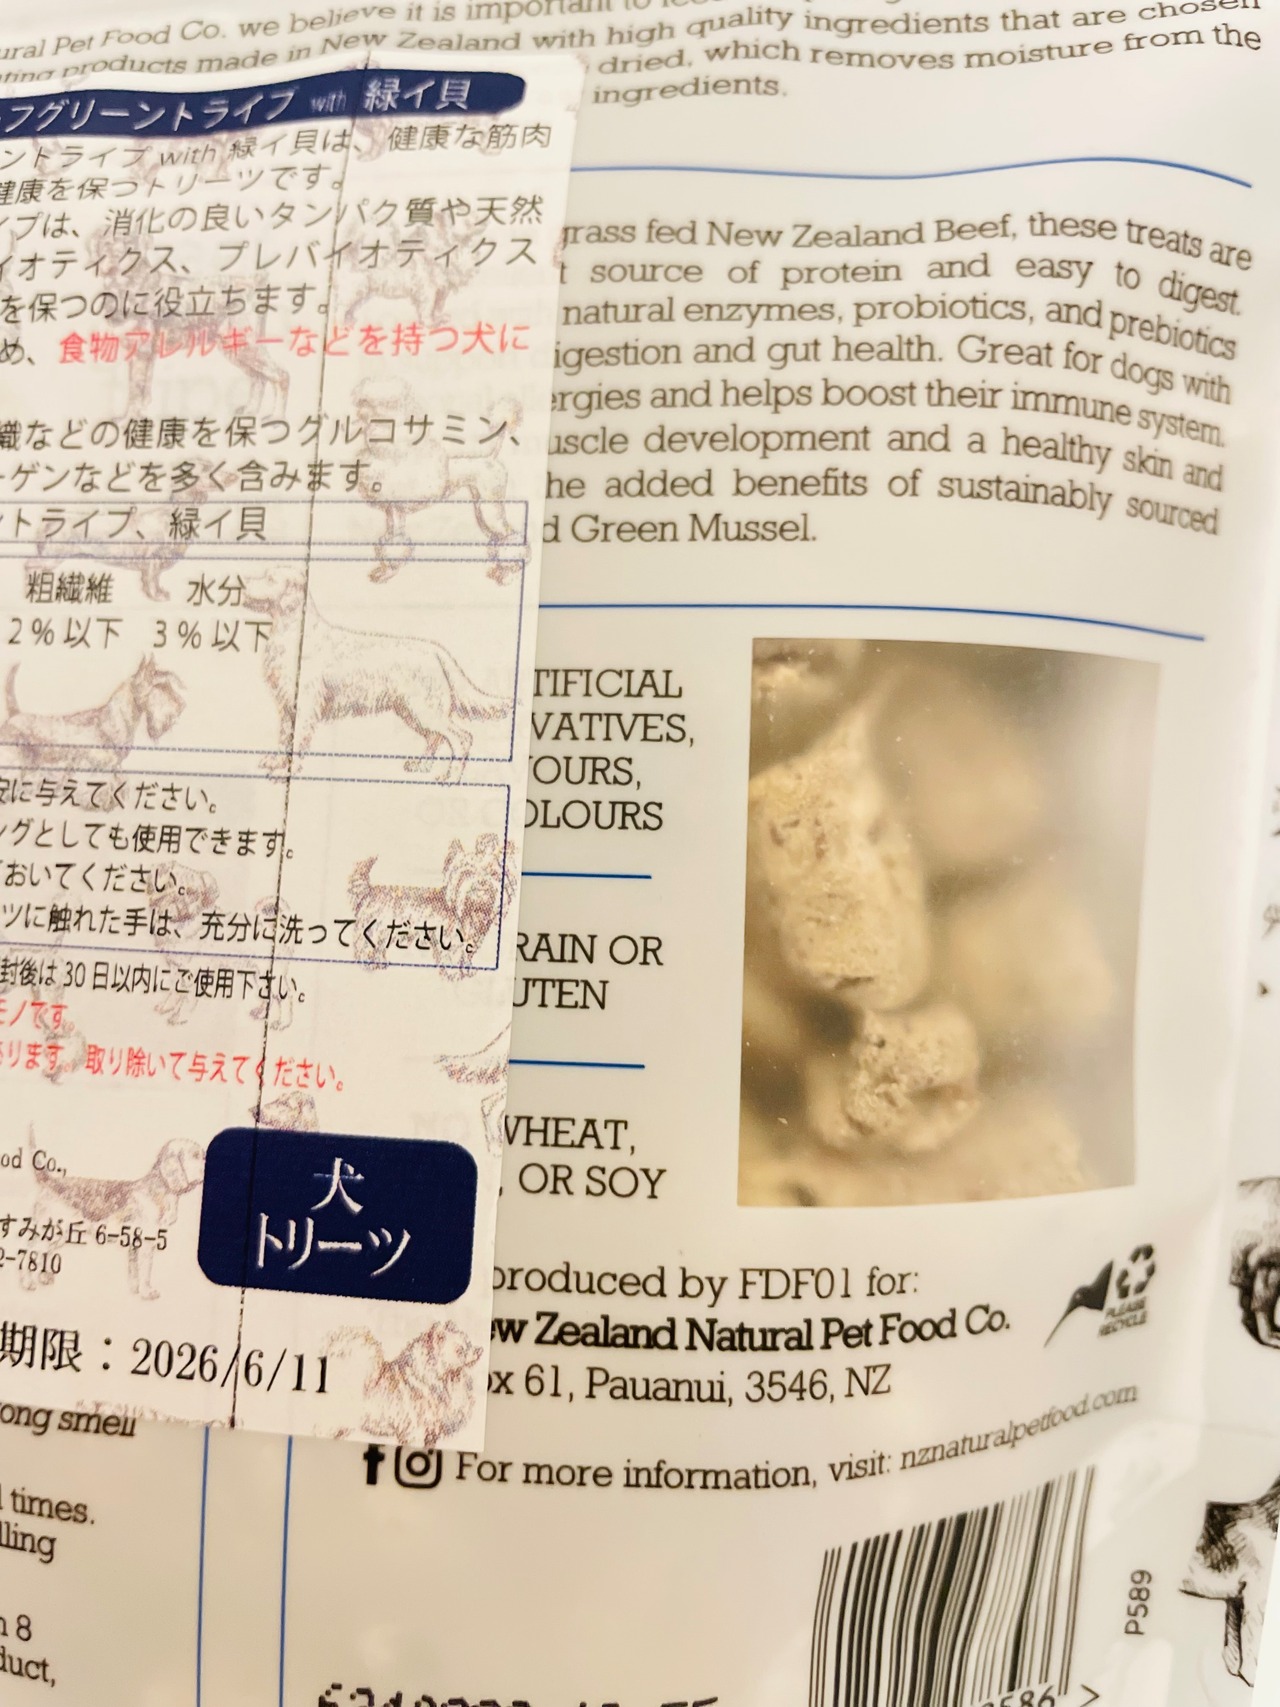 ural Pet Food Co. we believe it is important to
products made in New Zealand with high quality ingredients that are chosen
dried, which removes moisture from the
ingredients.
フグリーントライプ with 緑イ貝
ントライプ with 緑イ貝は、健康な筋肉
健康を保つトリーツです。
イプは、消化の良いタンパク質や天然
イオティクス、プレバイオティクス
を保つのに役立ちます。
め、食物アレルギーなどを持つ犬に
織などの健康を保つグルコサミン、
ーゲンなどを多く含みます。
ントライプ、緑イ貝
粗繊維 水分
2%以下 3%以下
に与えてください。
ングとしても使用できます。
おいてください。
ツに触れた手は、充分に洗ってください。
封後は30日以内にご使用下さい。
モノです。
あります。取り除いて与えてください。
od Co.,
すみが丘 6-58-5
2-7810
犬
トリーツ
期限：2026/6/11
grass fed New Zealand Beef, these treats are
t source of protein and easy to digest.
natural enzymes, probiotics, and prebiotics
igestion and gut health. Great for dogs with
ergies and helps boost their immune system.
uscle development and a healthy skin and
he added benefits of sustainably sourced
d Green Mussel.
TIFICIAL
VATIVES,
OURS,
OLOURS
RAIN OR
UTEN
WHEAT,
, OR SOY
produced by FDF01 for:
ew Zealand Natural Pet Food Co.
ox 61, Pauanui, 3546, NZ
PLEASE
RECYCLE
For more information, visit: nznaturalpetfood.com
ong smell
times.
lling
n 8
duct,
P589